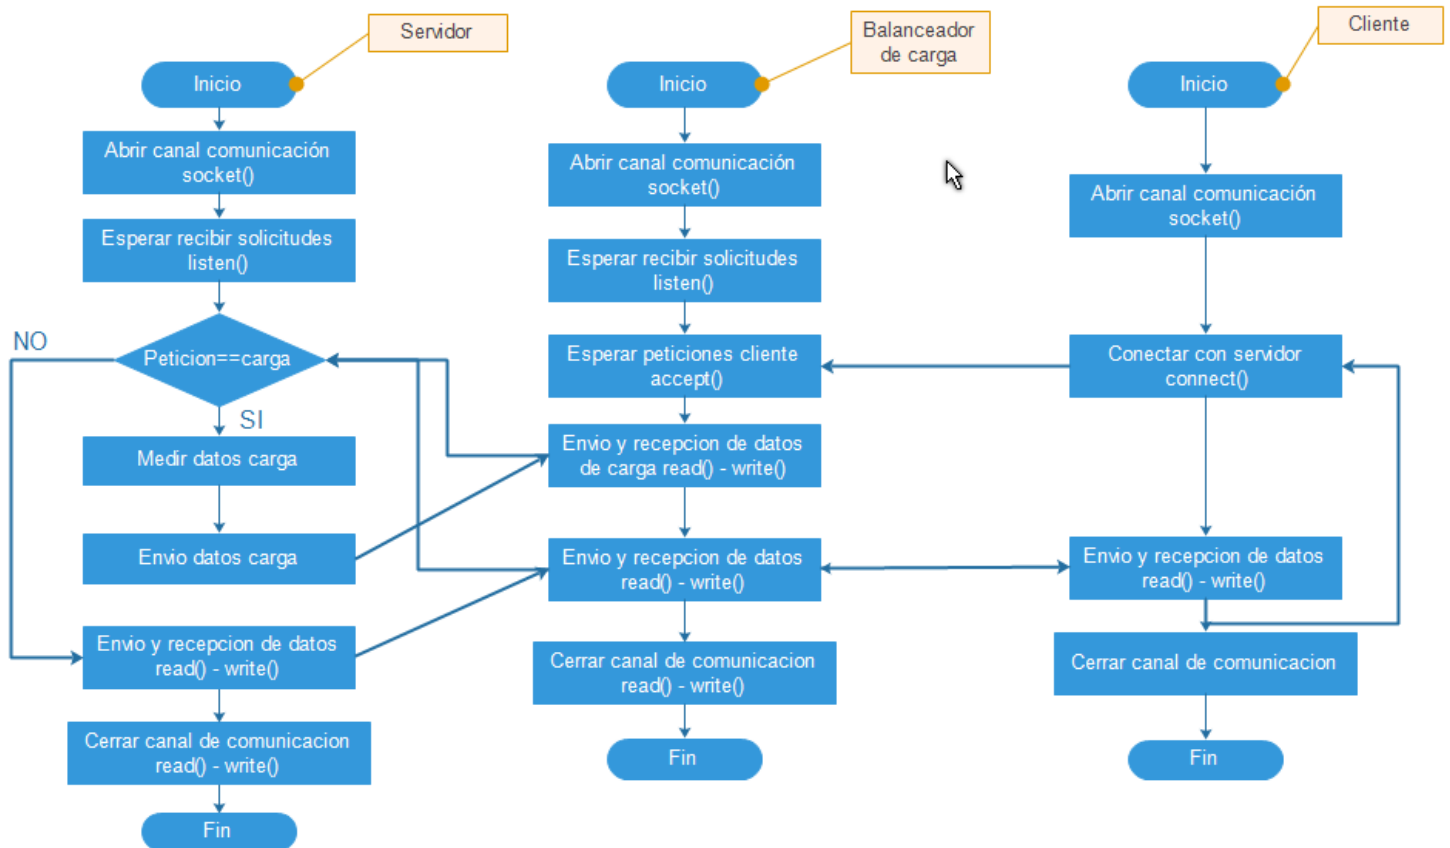 Servidor
Inicio
Abrir canal comunicación
socket()
Esperar recibir solicitudes
listen()
NO
Peticion==carga
SI
Medir datos carga
Envio datos carga
Envio y recepcion de datos
read() - write()
Cerrar canal de comunicacion
read() - write()
Fin
Balanceador
de carga
Inicio
Abrir canal comunicación
socket()
Esperar recibir solicitudes
listen()
Esperar peticiones cliente
accept()
Envio y recepcion de datos
de carga read() - write()
Envio y recepcion de datos
read() - write()
Cerrar canal de comunicacion
read() - write()
Fin
Cliente
Inicio
Abrir canal comunicación
socket()
Conectar con servidor
connect()
Envio y recepcion de datos
read() - write()
Cerrar canal de comunicacion
Fin